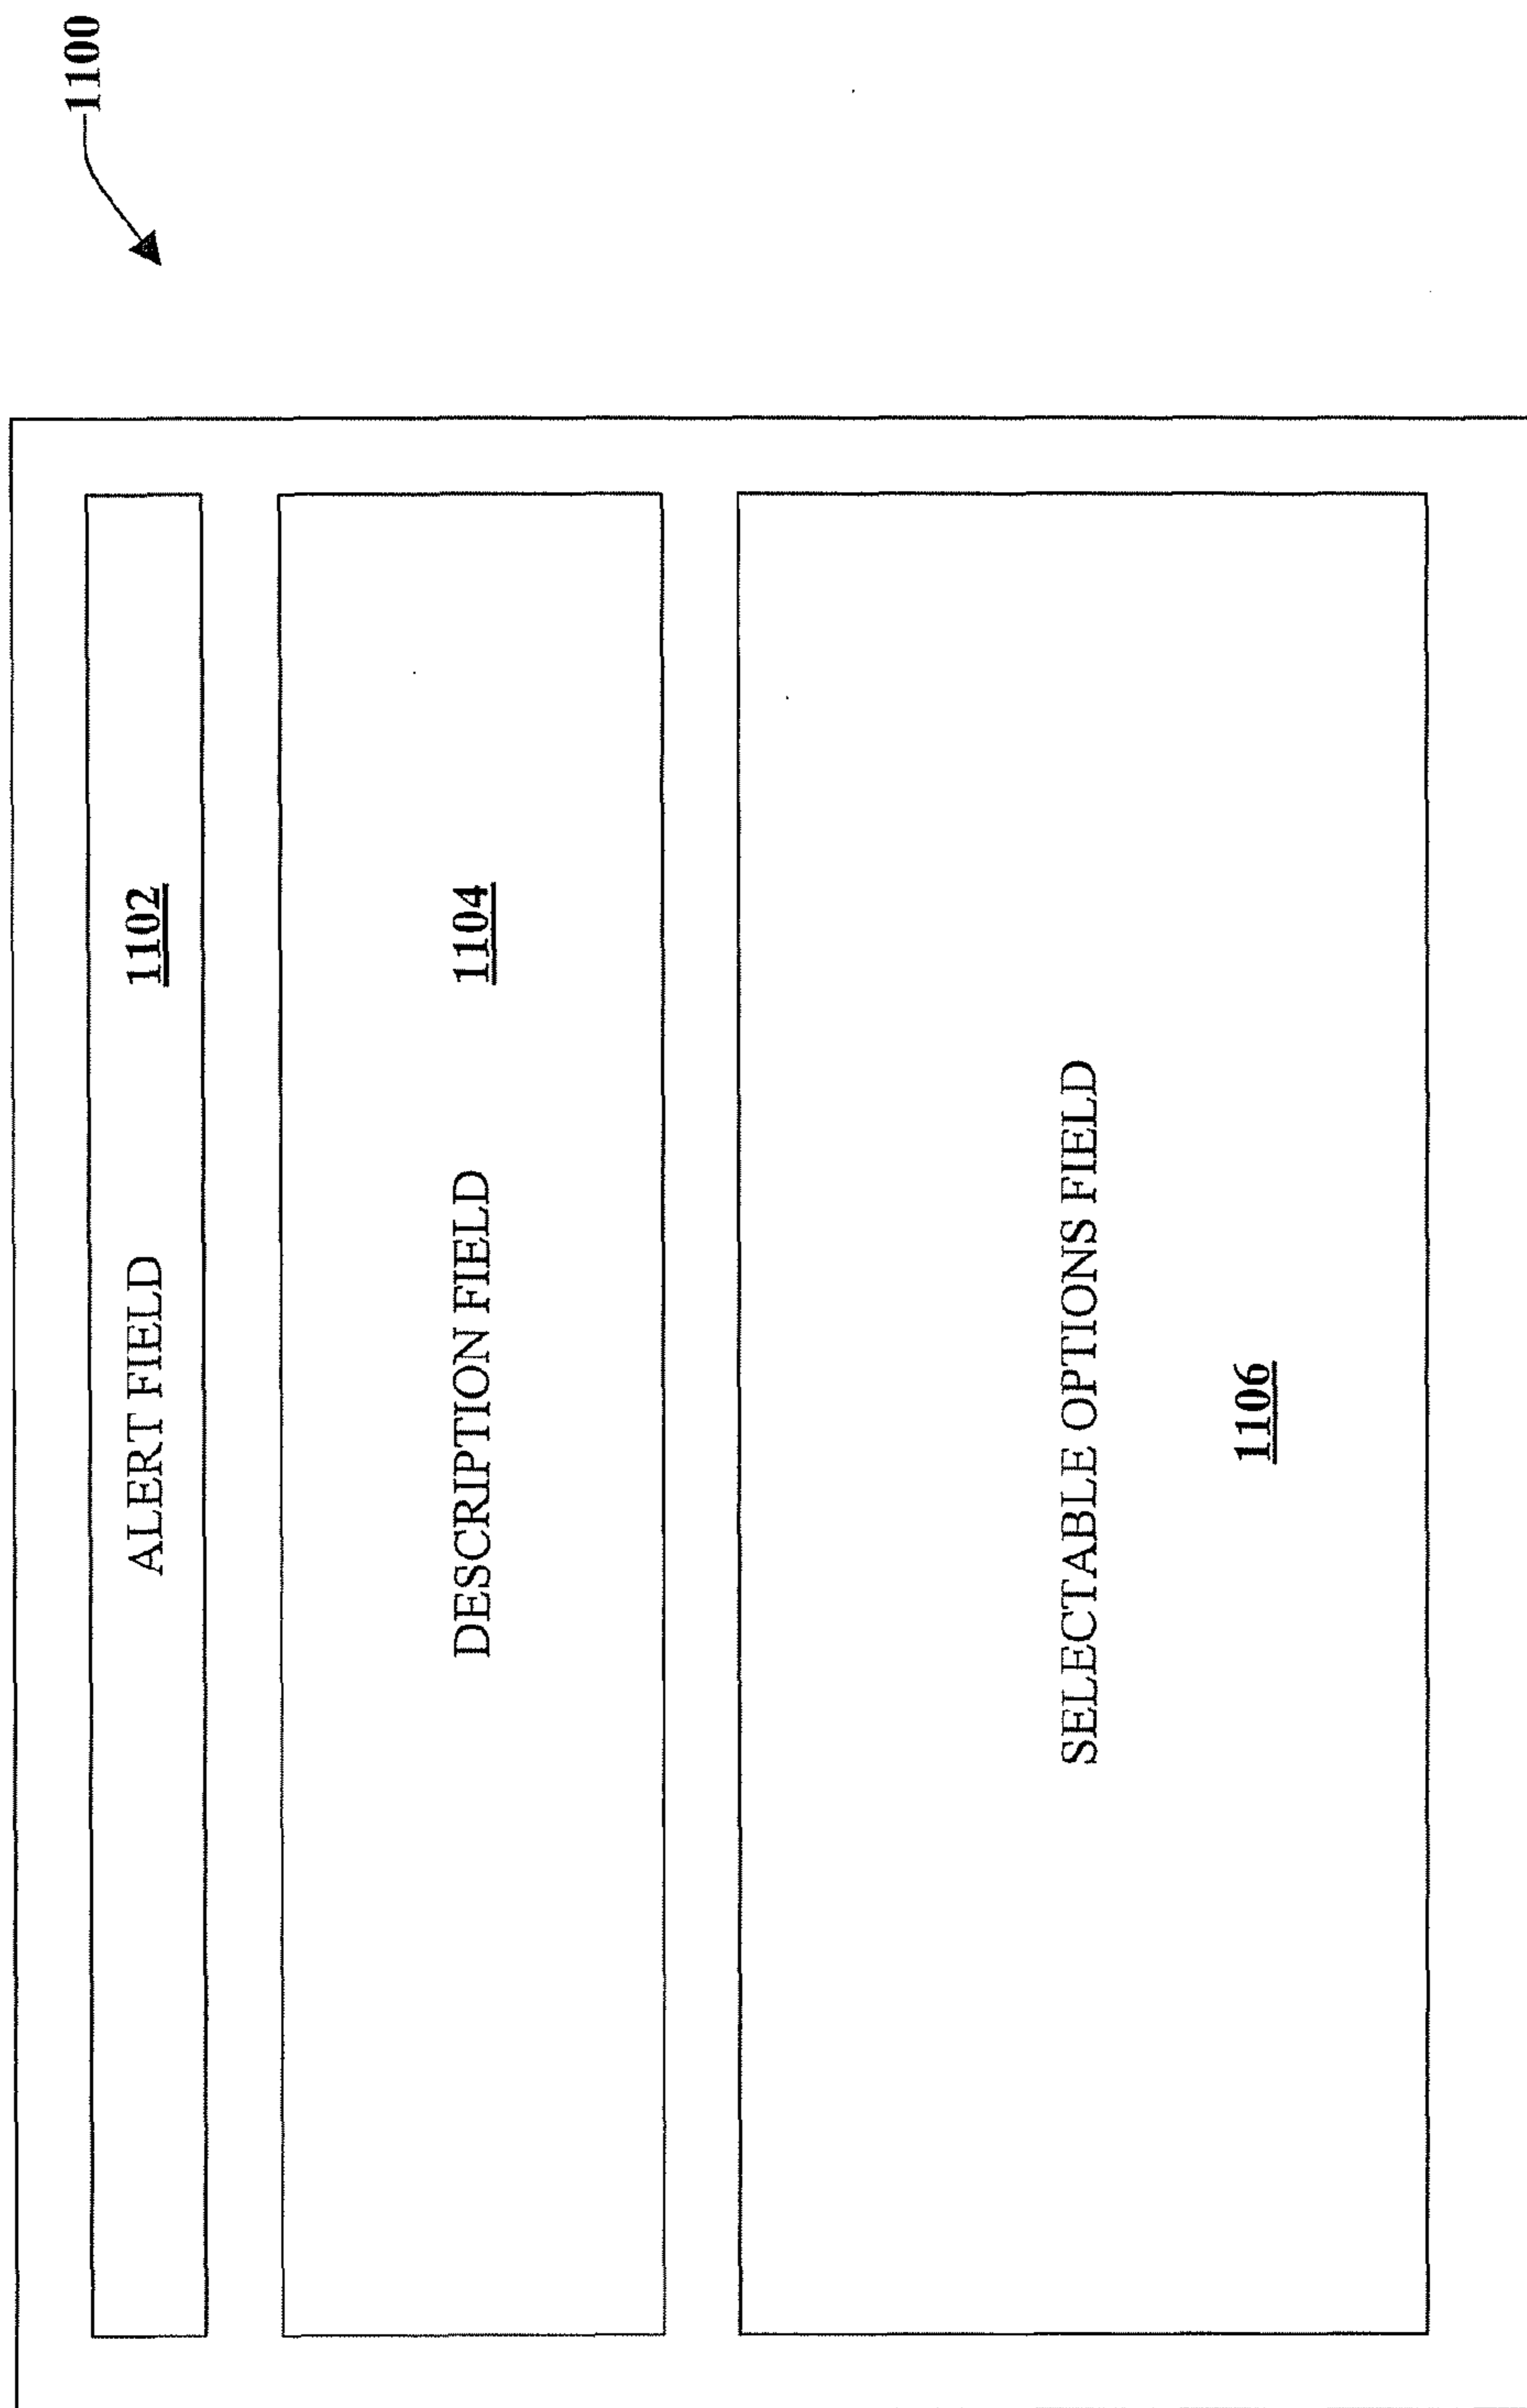 1100
ALERT FIELD 1102
DESCRIPTION FIELD 1104
SELECTABLE OPTIONS FIELD
1106